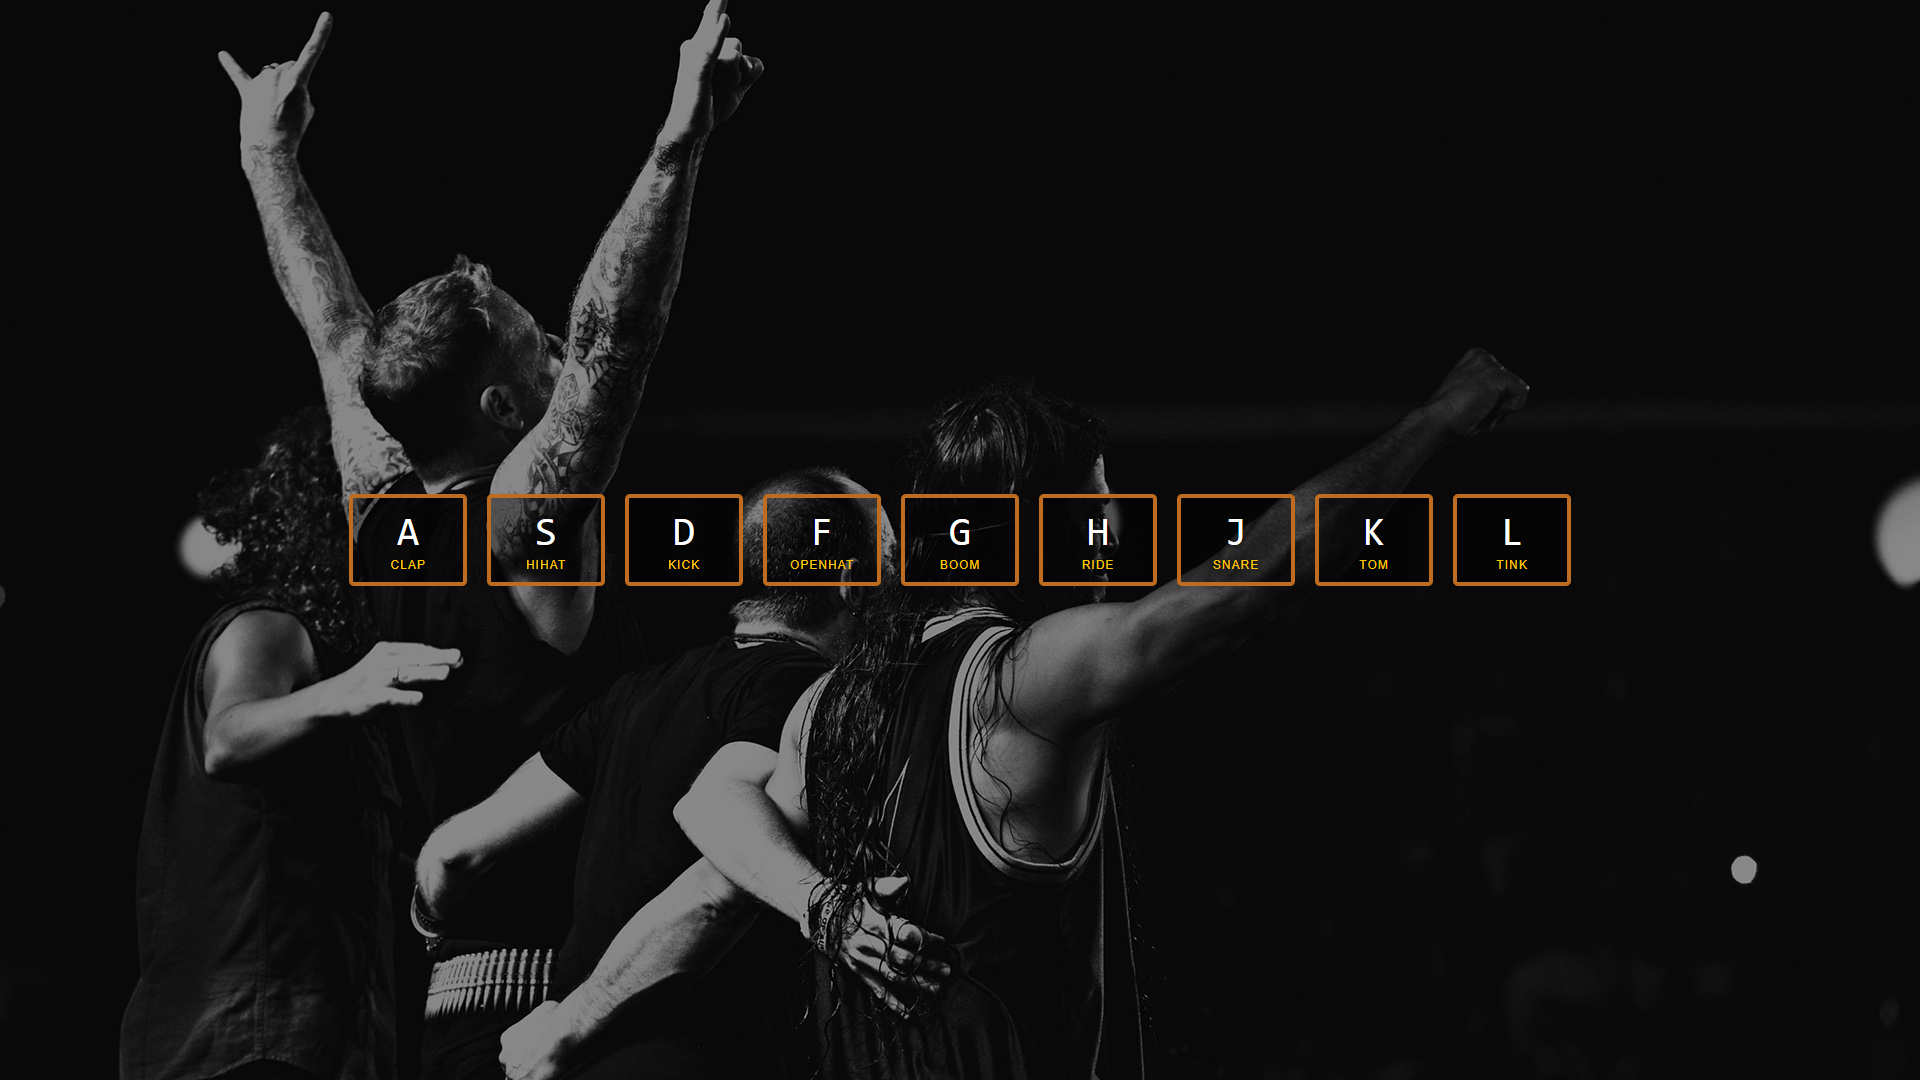 A S D F G H J K L
CLAP HIHAT KICK OPENHAT BOOM RIDE SNARE TOM TINK